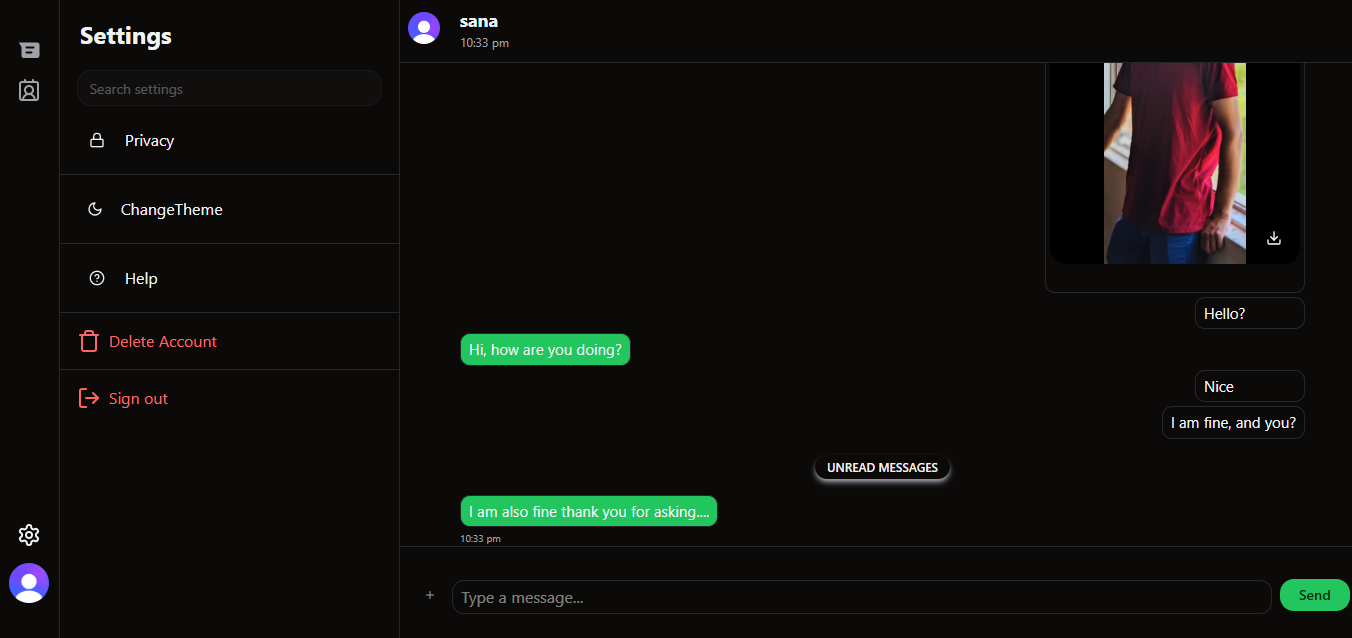 Settings
Search settings
Privacy
ChangeTheme
Help
Delete Account
Sign out
sana
10:33 pm
Hello?
Hi, how are you doing?
Nice
I am fine, and you?
UNREAD MESSAGES
I am also fine thank you for asking....
10:33 pm
+
Type a message...
Send